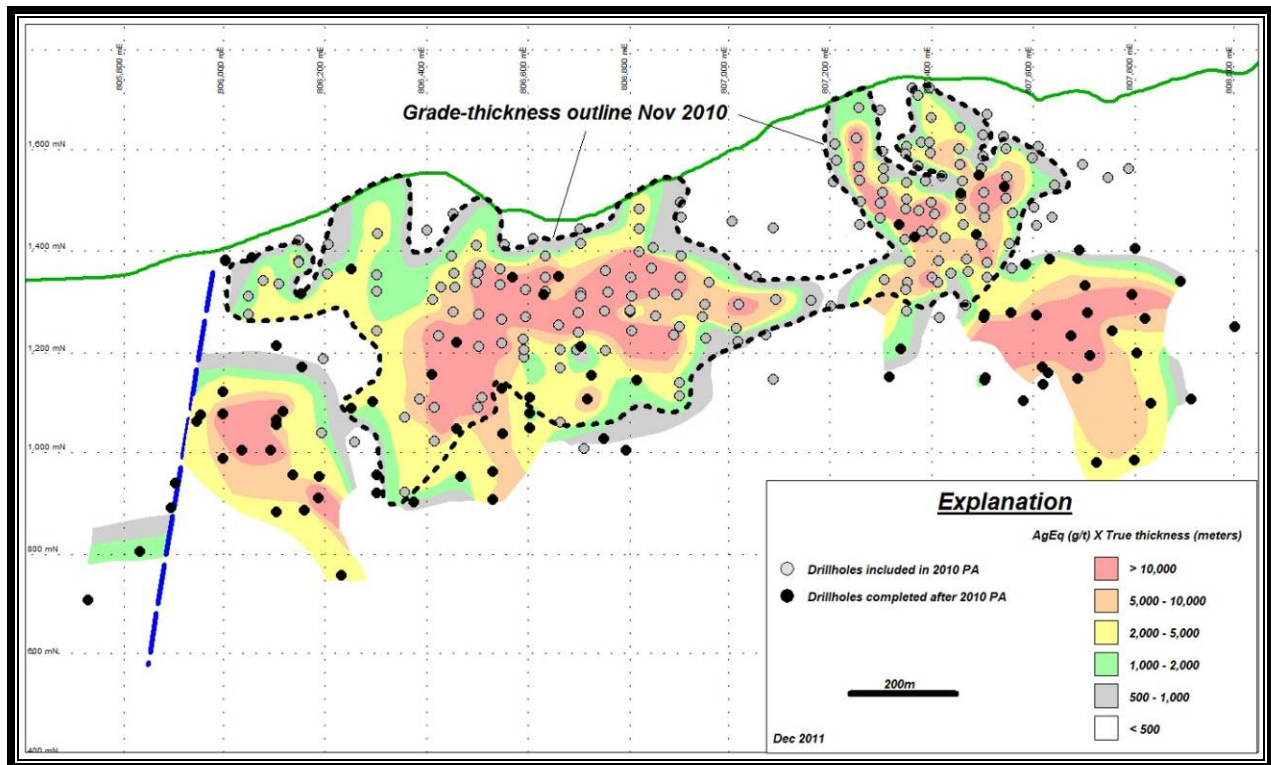 805,800 mE
806,000 mE
806,200 mE
806,400 mE
806,600 mE
806,800 mE
807,000 mE
807,200 mE
807,400 mE
807,600 mE
807,800 mE
808,000 mE
Grade-thickness outline Nov 2010
1,600 mN
1,400 mN
1,200 mN
1,000 mN
800 mN
600 mN
400 mN
Explanation
AgEq (g/t) X True thickness (meters)
Drillholes included in 2010 PA
Drillholes completed after 2010 PA
> 10,000
5,000 - 10,000
2,000 - 5,000
1,000 - 2,000
500 - 1,000
< 500
200m
Dec 2011